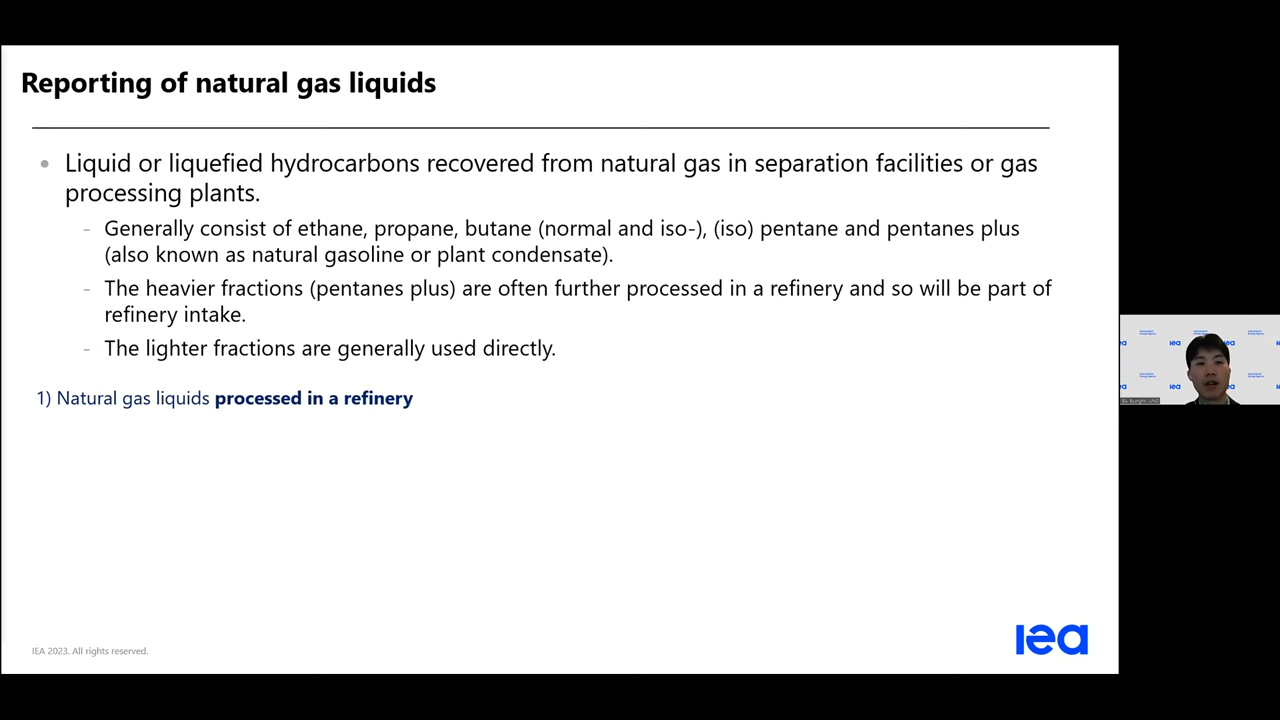 Reporting of natural gas liquids
Liquid or liquefied hydrocarbons recovered from natural gas in separation facilities or gas
processing plants.
- Generally consist of ethane, propane, butane (normal and iso-), (iso) pentane and pentanes plus
(also known as natural gasoline or plant condensate).
- The heavier fractions (pentanes plus) are often further processed in a refinery and so will be part of
refinery intake.
- The lighter fractions are generally used directly.
1) Natural gas liquids processed in a refinery
IEA 2023. All rights reserved.
iea
iea
iea